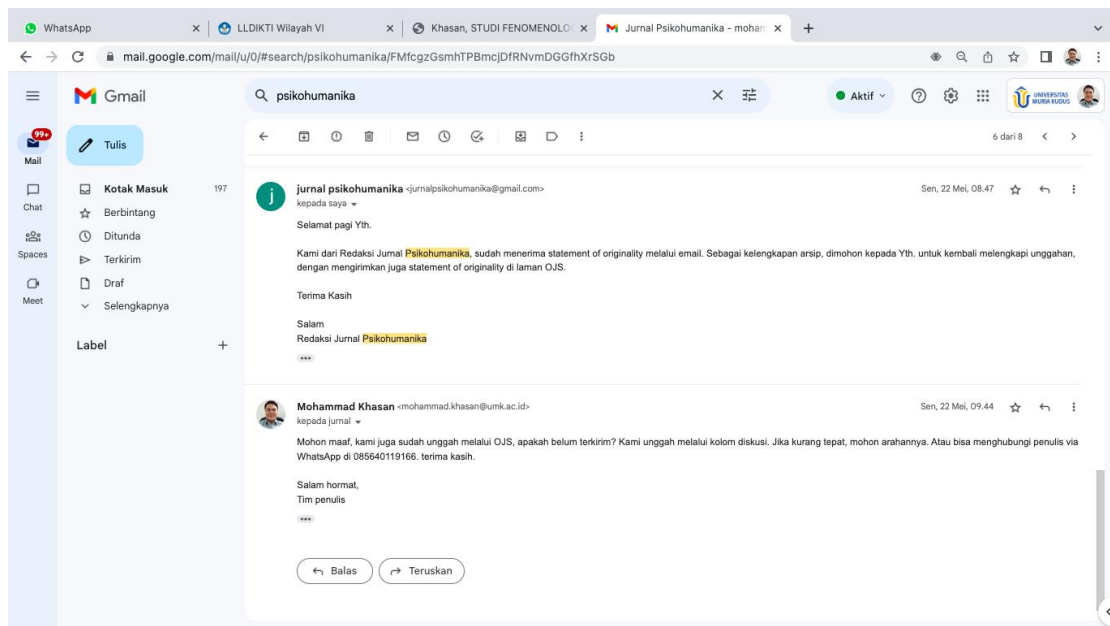 WhatsApp
LLDIKTI Wilayah VI
Khasan, STUDI FENOMENOLO
Jurnal Psikohumanika - moham
mail.google.com/mail/u/0/#search/psikohumanika/FMfcgzGsmhTPBmcjDfRNvmDGGfhXrSGb
Gmail
psikohumanika
Aktif
UNIVERSITAS
MURIA KUDUS
99+
Mail
Chat
Spaces
Meet
Tulis
Kotak Masuk 197
Berbintang
Ditunda
Terkirim
Draf
Selengkapnya
Label
6 dari 8
j
jurnal psikohumanika <jurnalpsikohumanika@gmail.com> Sen, 22 Mei, 08.47
kepada saya
Selamat pagi Yth.
Kami dari Redaksi Jurnal Psikohumanika, sudah menerima statement of originality melalui email. Sebagai kelengkapan arsip, dimohon kepada Yth. untuk kembali melengkapi unggahan,
dengan mengirimkan juga statement of originality di laman OJS.
Terima Kasih
Salam
Redaksi Jurnal Psikohumanika
Mohammad Khasan <mohammad.khasan@umk.ac.id> Sen, 22 Mei, 09.44
kepada jurnal
Mohon maaf, kami juga sudah unggah melalui OJS, apakah belum terkirim? Kami unggah melalui kolom diskusi. Jika kurang tepat, mohon arahannya. Atau bisa menghubungi penulis via
WhatsApp di 085640119166. terima kasih.
Salam hormat,
Tim penulis
Balas
Teruskan